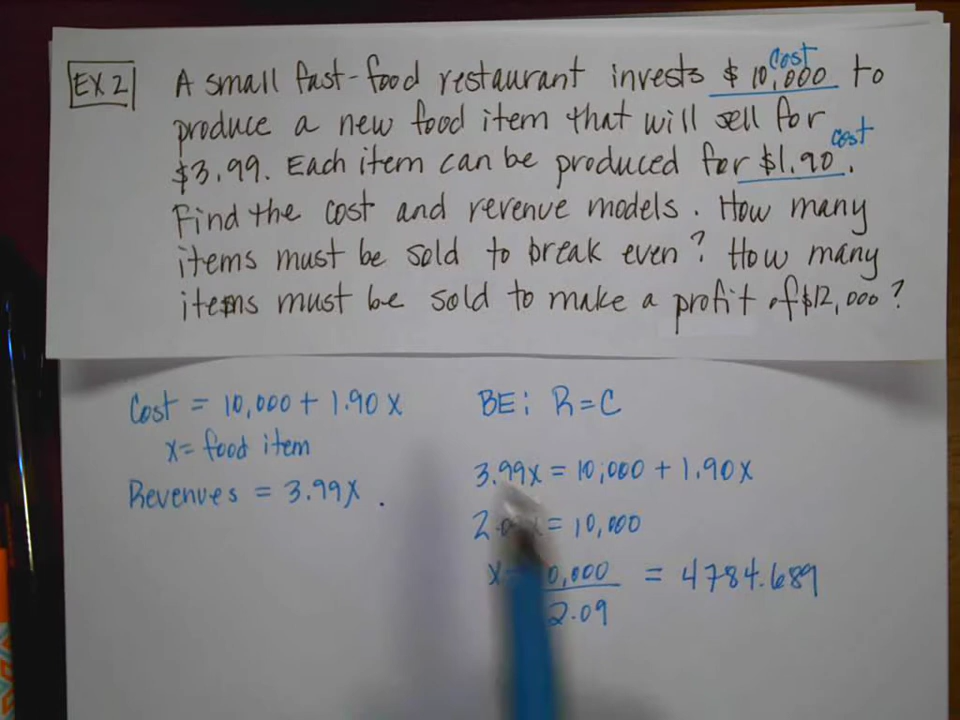 EX 2
A small fast-food restaurant invests $ 10,000 to
cost
produce a new food item that will sell for
$3.99. Each item can be produced for $1.90.
cost
Find the cost and revenue models. How many
items must be sold to break even? How many
items must be sold to make a profit of $12,000?
Cost = 10,000 + 1.90x
x = food item
Revenues = 3.99x.
BE: R = C
3.99x = 10,000 + 1.90x
= 10,000
= 4784.689
2.09